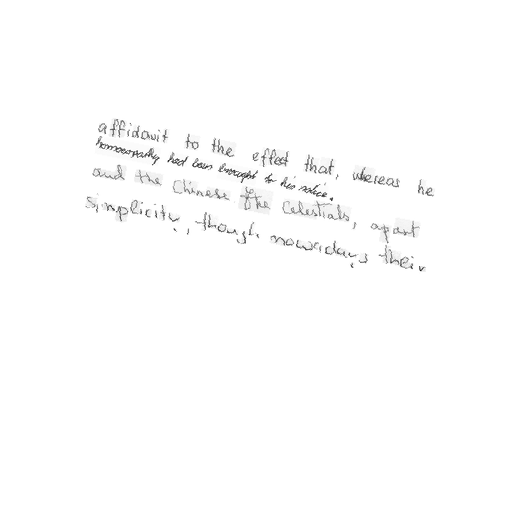 affidavit to the effect that, whereas he
homoeopathy had been brought to his notice.
and the Chinese the Celestials, apart
simplicity, though nowadays their